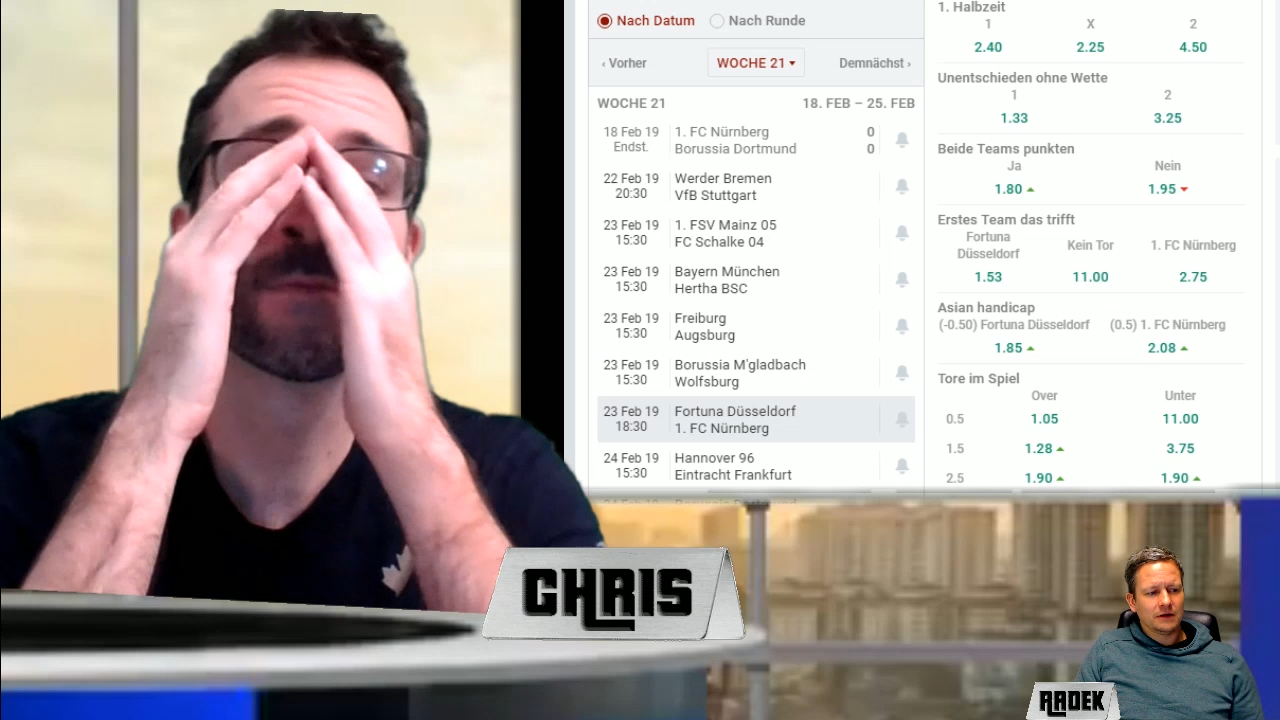 Nach Datum Nach Runde
‹ Vorher WOCHE 21 Demnächst ›
WOCHE 21 18. FEB – 25. FEB
18 Feb 19 1. FC Nürnberg 0
Endst. Borussia Dortmund 0
22 Feb 19 Werder Bremen
20:30 VfB Stuttgart
23 Feb 19 1. FSV Mainz 05
15:30 FC Schalke 04
23 Feb 19 Bayern München
15:30 Hertha BSC
23 Feb 19 Freiburg
15:30 Augsburg
23 Feb 19 Borussia M'gladbach
15:30 Wolfsburg
23 Feb 19 Fortuna Düsseldorf
18:30 1. FC Nürnberg
24 Feb 19 Hannover 96
15:30 Eintracht Frankfurt
1. Halbzeit
1 X 2
2.40 2.25 4.50
Unentschieden ohne Wette
1 2
1.33 3.25
Beide Teams punkten
Ja Nein
1.80 1.95
Erstes Team das trifft
Fortuna
Düsseldorf Kein Tor 1. FC Nürnberg
1.53 11.00 2.75
Asian handicap
(-0.50) Fortuna Düsseldorf (0.5) 1. FC Nürnberg
1.85 2.08
Tore im Spiel
Over Unter
0.5 1.05 11.00
1.5 1.28 3.75
2.5 1.90 1.90
CHRIS
RADEK